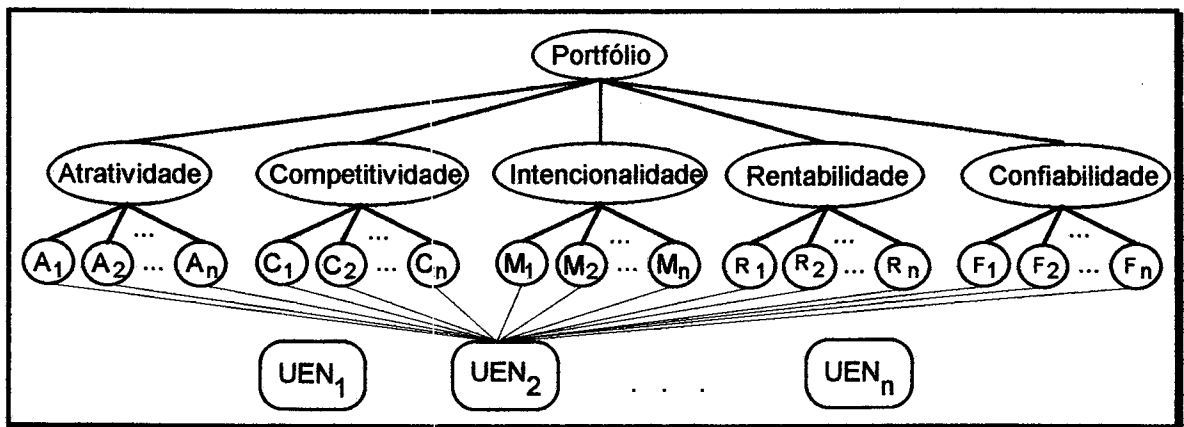 Portfólio
Atratividade Competitividade Intencionalidade Rentabilidade Confiabilidade
... ... ... ... ...
A1 A2 ... An C1 C2 ... Cn M1 M2 ... Mn R1 R2 ... Rn F1 F2 ... Fn
UEN1 UEN2 . . . UENn